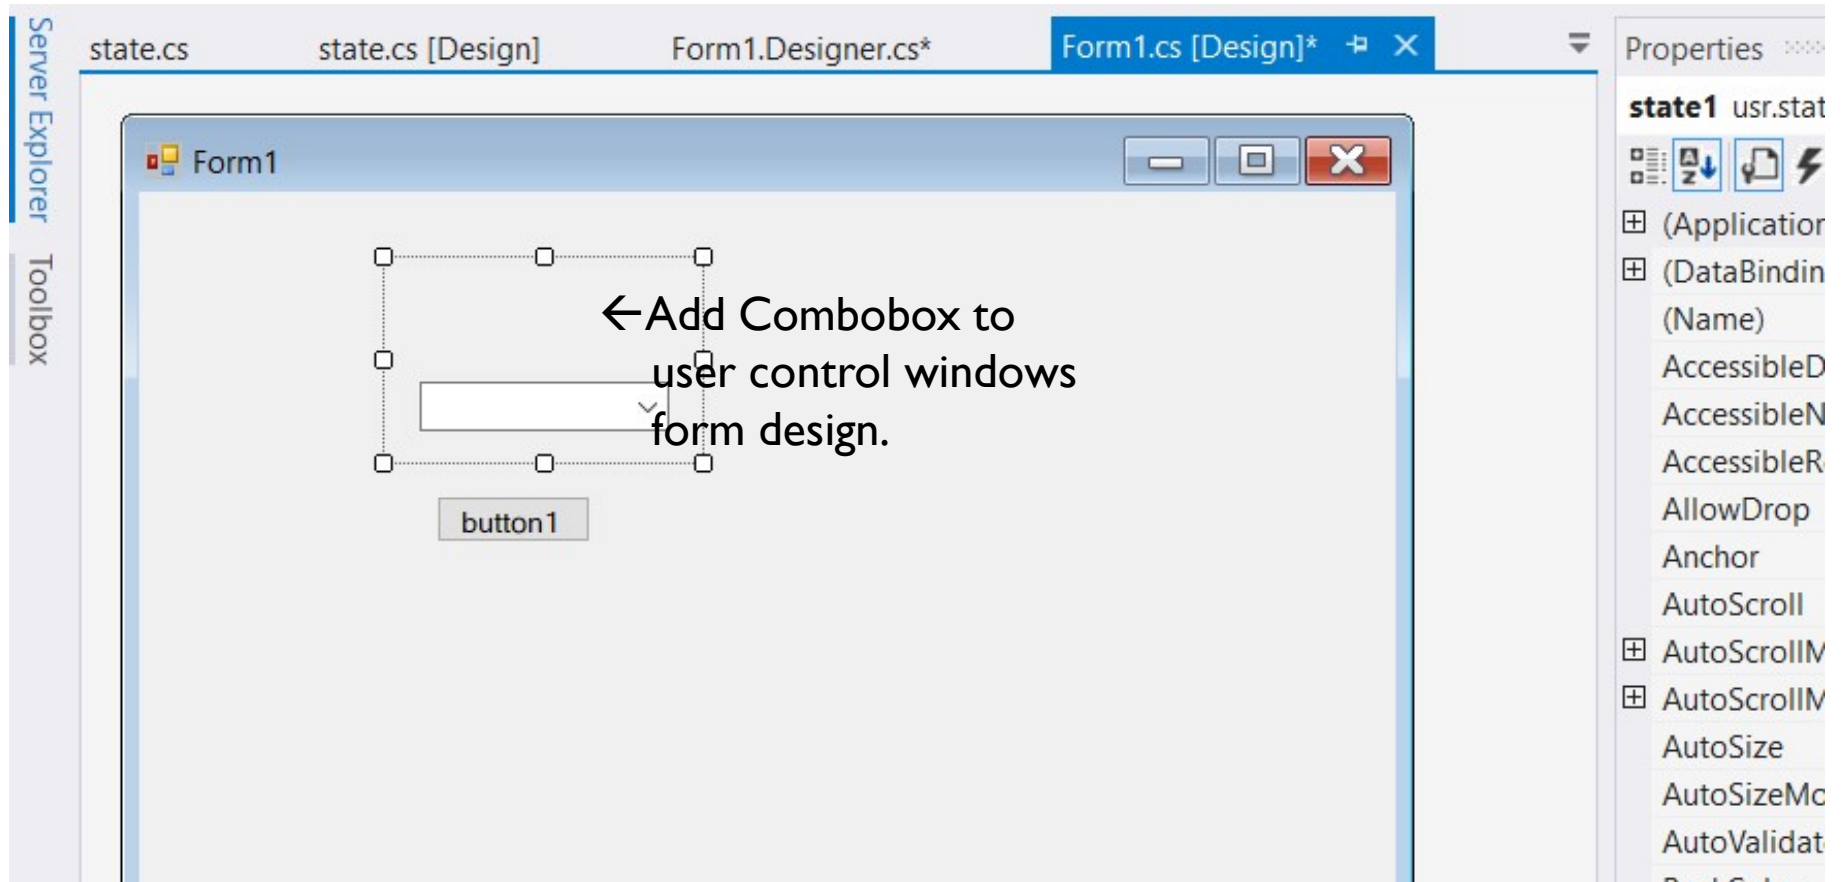 Server Explorer
Toolbox
state.cs
state.cs [Design]
Form1.Designer.cs*
Form1.cs [Design]*
Form1
←Add Combobox to
user control windows
form design.
button1
Properties
state1 usr.stat
(Application
(DataBindin
(Name)
AccessibleD
AccessibleN
AccessibleR
AllowDrop
Anchor
AutoScroll
AutoScrollM
AutoScrollM
AutoSize
AutoSizeMo
AutoValidat